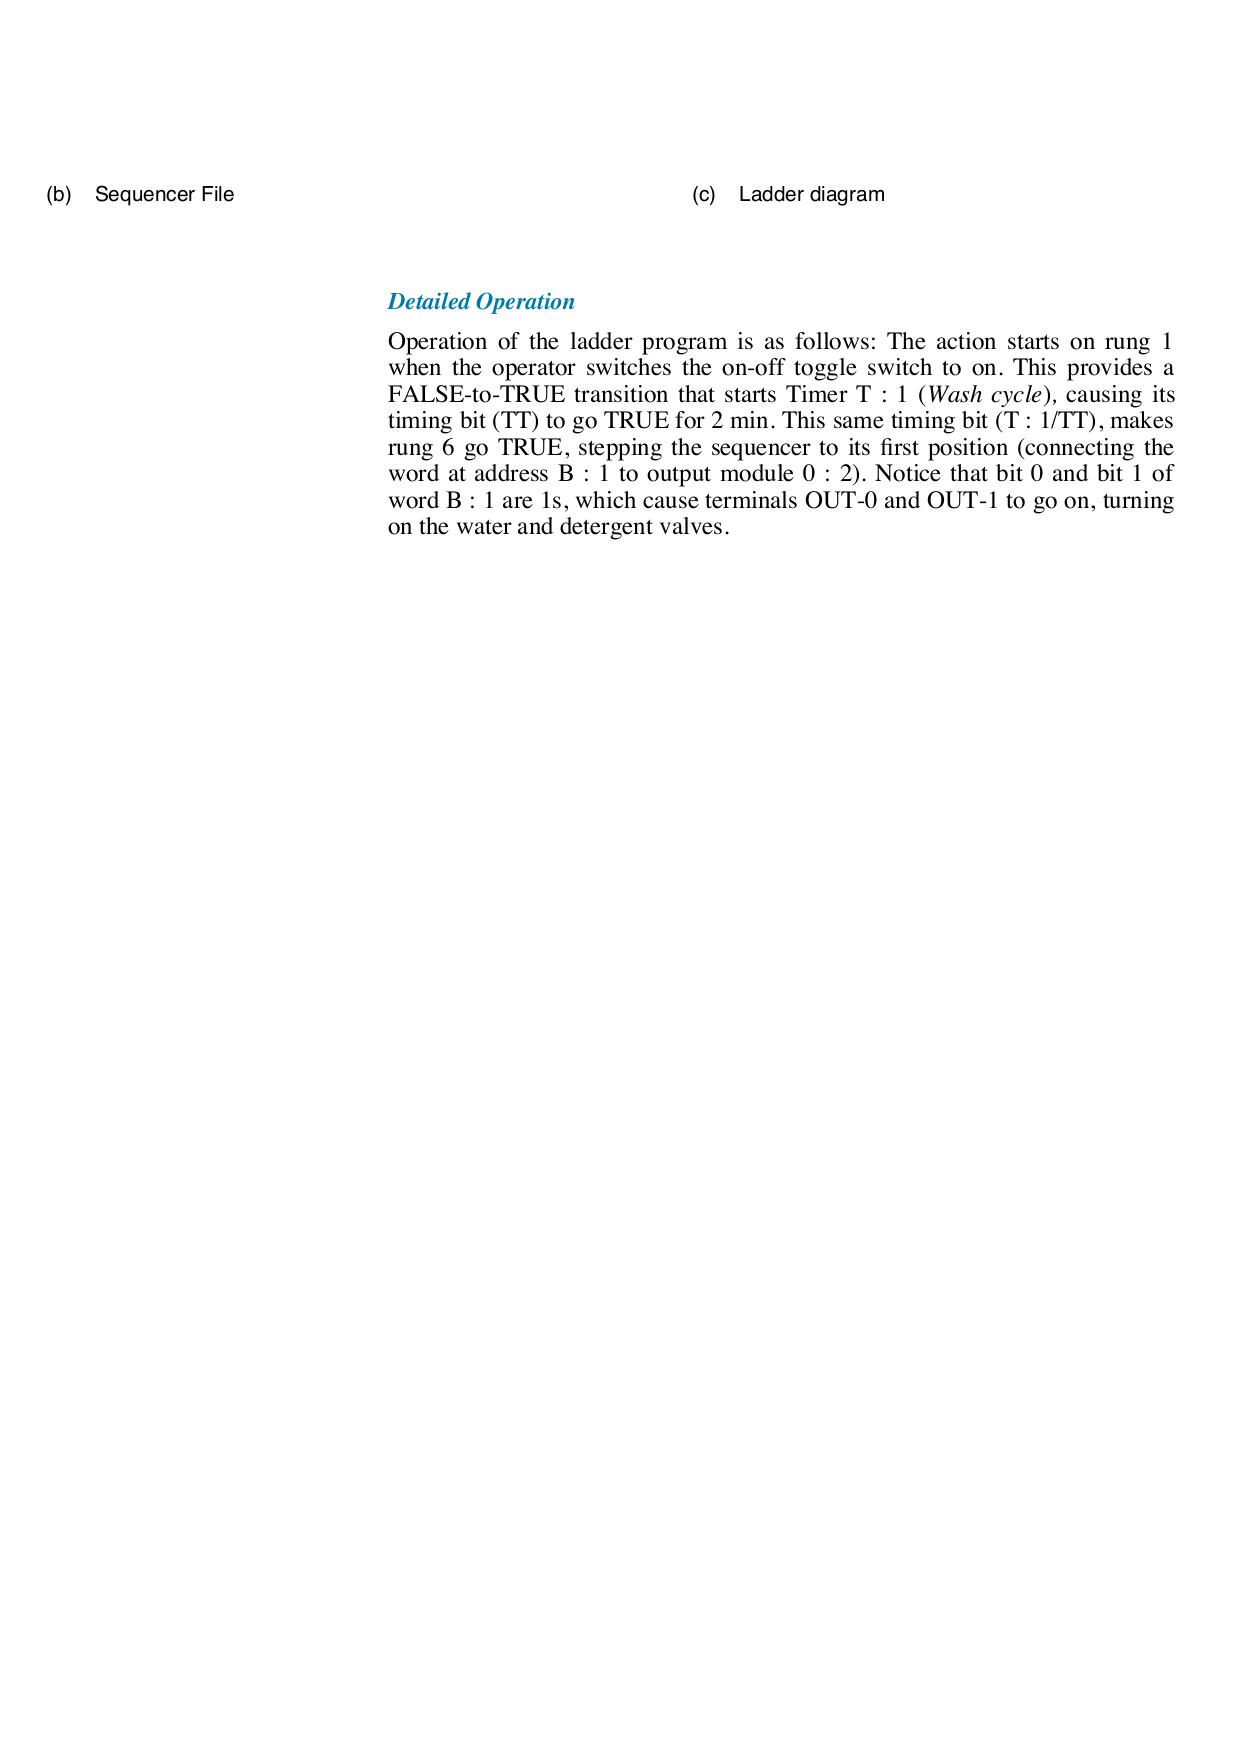 (b) Sequencer File
(c) Ladder diagram
Detailed Operation
Operation of the ladder program is as follows: The action starts on rung 1
when the operator switches the on-off toggle switch to on. This provides a
FALSE-to-TRUE transition that starts Timer T : 1 (Wash cycle), causing its
timing bit (TT) to go TRUE for 2 min. This same timing bit (T : 1/TT), makes
rung 6 go TRUE, stepping the sequencer to its first position (connecting the
word at address B : 1 to output module 0 : 2). Notice that bit 0 and bit 1 of
word B : 1 are 1s, which cause terminals OUT-0 and OUT-1 to go on, turning
on the water and detergent valves.